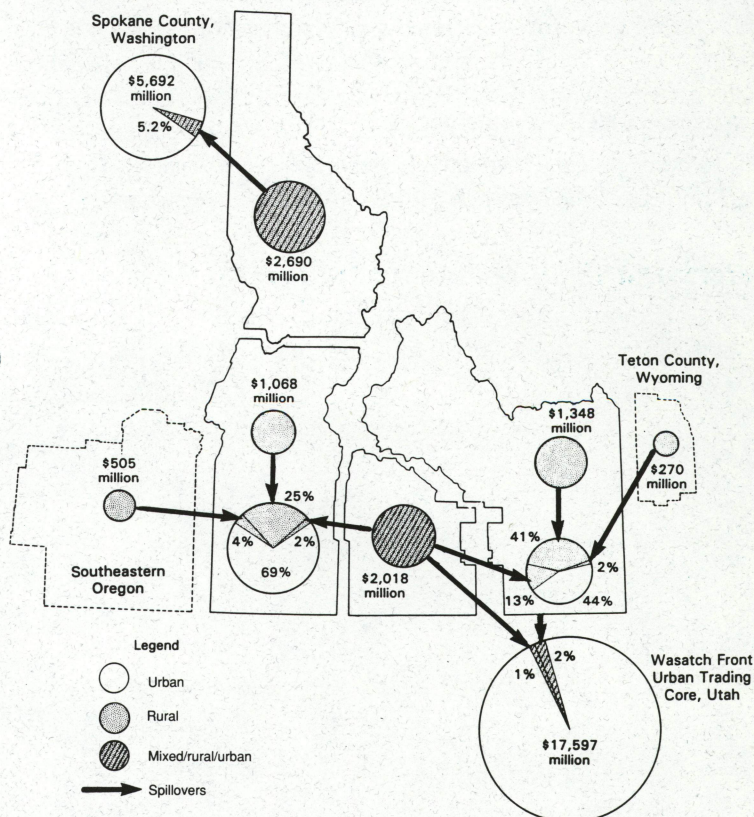 Spokane County,
Washington
$5,692
million
5.2%
$2,690
million
Teton County,
Wyoming
$1,068
million
$1,348
million
$505
million
$270
million
25%
41%
4%
2%
2%
69%
$2,018
million
13%
44%
Southeastern
Oregon
Legend
Urban
Rural
Mixed/rural/urban
Spillovers
1%
2%
Wasatch Front
Urban Trading
Core, Utah
$17,597
million